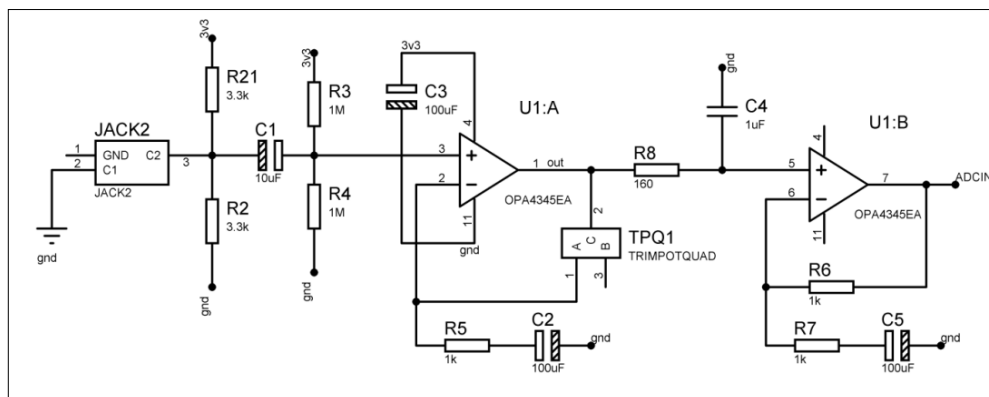 3v3
R21
3.3k
JACK2
1
GND
C2
2
C1
3
JACK2
gnd
R2
3.3k
gnd
C1
10uF
3v3
R3
1M
R4
1M
gnd
3v3
C3
100uF
U1:A
4
3
2
11
gnd
1
out
OPA4345EA
2
A
C
B
1
3
TPQ1
TRIMPOTQUAD
R5
1k
C2
100uF
gnd
R8
160
gnd
C4
1uF
U1:B
4
5
6
11
7
OPA4345EA
ADCIN
R6
1k
R7
1k
C5
100uF
gnd